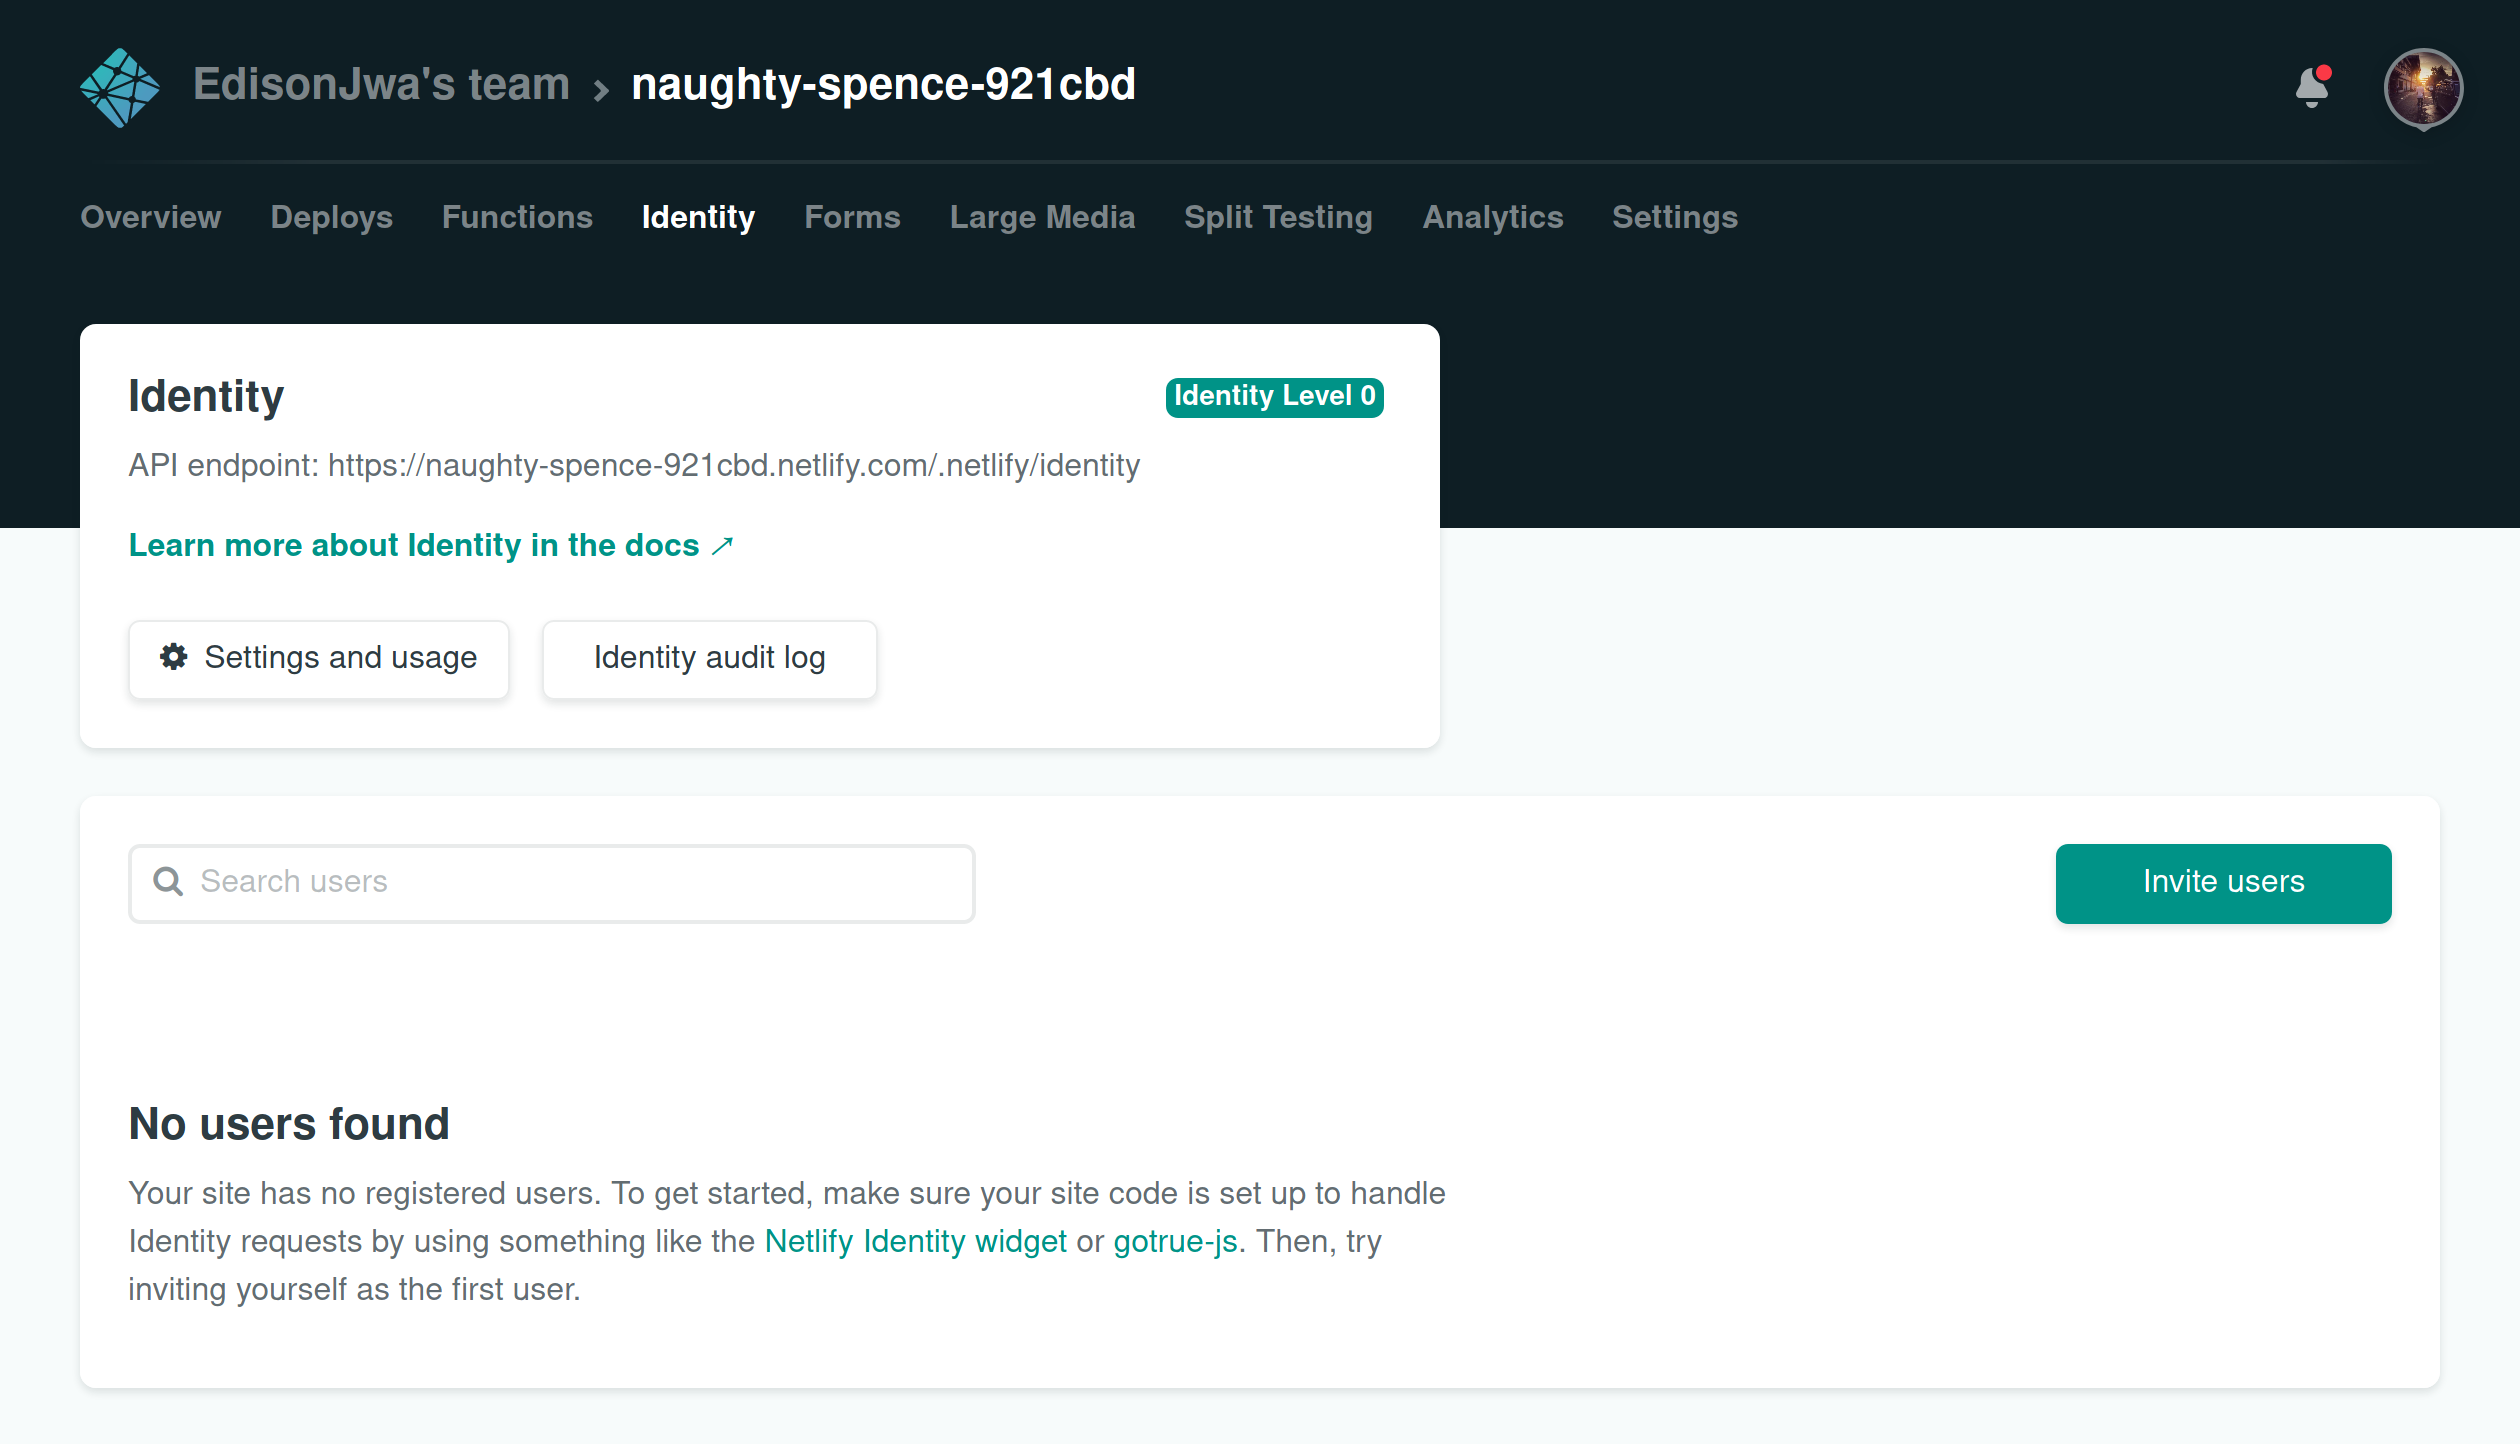 EdisonJwa's team > naughty-spence-921cbd
Overview Deploys Functions Identity Forms Large Media Split Testing Analytics Settings
Identity
Identity Level 0
API endpoint: https://naughty-spence-921cbd.netlify.com/.netlify/identity
Learn more about Identity in the docs ↗
Settings and usage
Identity audit log
Search users
Invite users
No users found
Your site has no registered users. To get started, make sure your site code is set up to handle
Identity requests by using something like the Netlify Identity widget or gotrue-js. Then, try
inviting yourself as the first user.